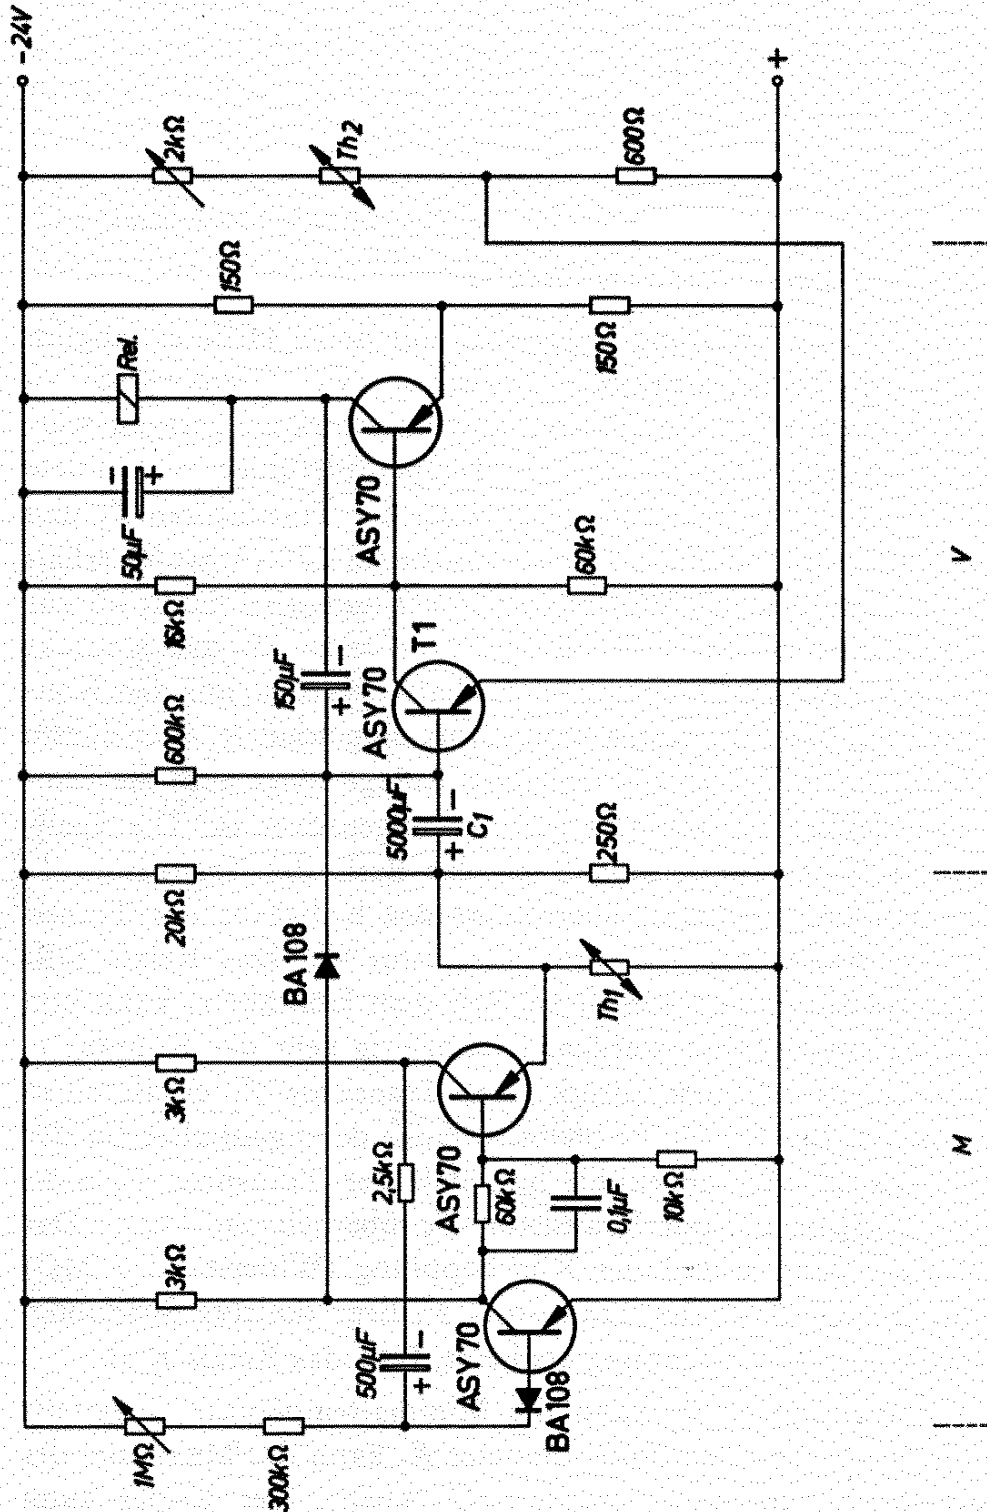 -24V
+
2kΩ
Th2
600Ω
150Ω
150Ω
Rel.
-
+
50μF
ASY70
16kΩ
60kΩ
150μF
-
+
T1
ASY70
600kΩ
5000μF
-
+
C1
20kΩ
250Ω
BA108
Th1
3kΩ
2,5kΩ
ASY70
60kΩ
0,1μF
10kΩ
3kΩ
500μF
-
+
ASY70
BA108
1MΩ
300kΩ
V
M